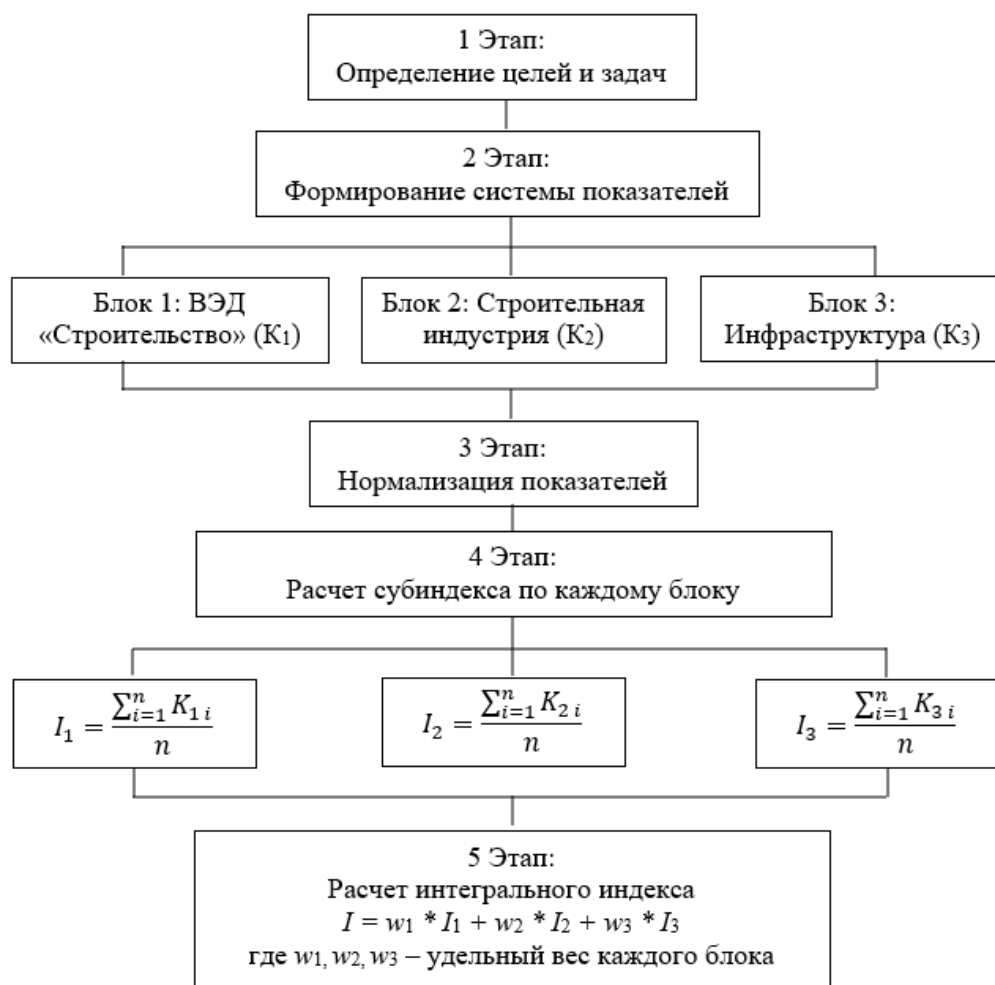 1 Этап:
Определение целей и задач
2 Этап:
Формирование системы показателей
Блок 1: ВЭД
«Строительство» (К₁)
Блок 2: Строительная
индустрия (К₂)
Блок 3:
Инфраструктура (К₃)
3 Этап:
Нормализация показателей
4 Этап:
Расчет субиндекса по каждому блоку
I₁ = ∑ⁿᵢ₌₁ K₁ ᵢ / n
I₂ = ∑ⁿᵢ₌₁ K₂ ᵢ / n
I₃ = ∑ⁿᵢ₌₁ K₃ ᵢ / n
5 Этап:
Расчет интегрального индекса
I = w₁ * I₁ + w₂ * I₂ + w₃ * I₃
где w₁, w₂, w₃ – удельный вес каждого блока